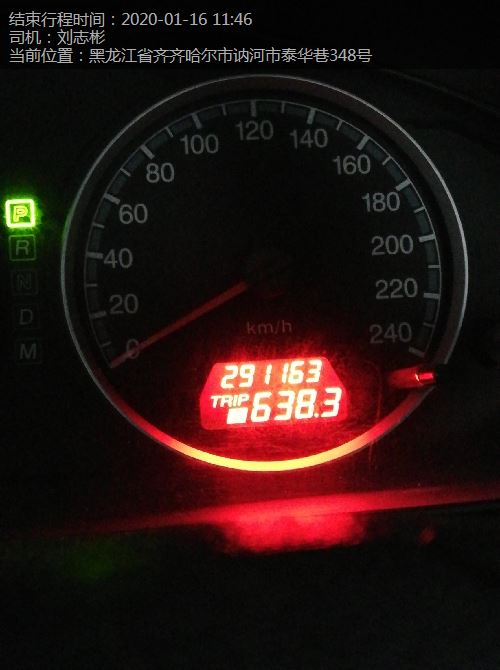 结束行程时间：2020-01-16 11:46
司机：刘志彬
当前位置：黑龙江省齐齐哈尔市讷河市泰华巷348号
120
100 140
80 160
P 60 180
R 40 200
N 20 220
D 0 240
M
km/h
291163
TRIP 638.3